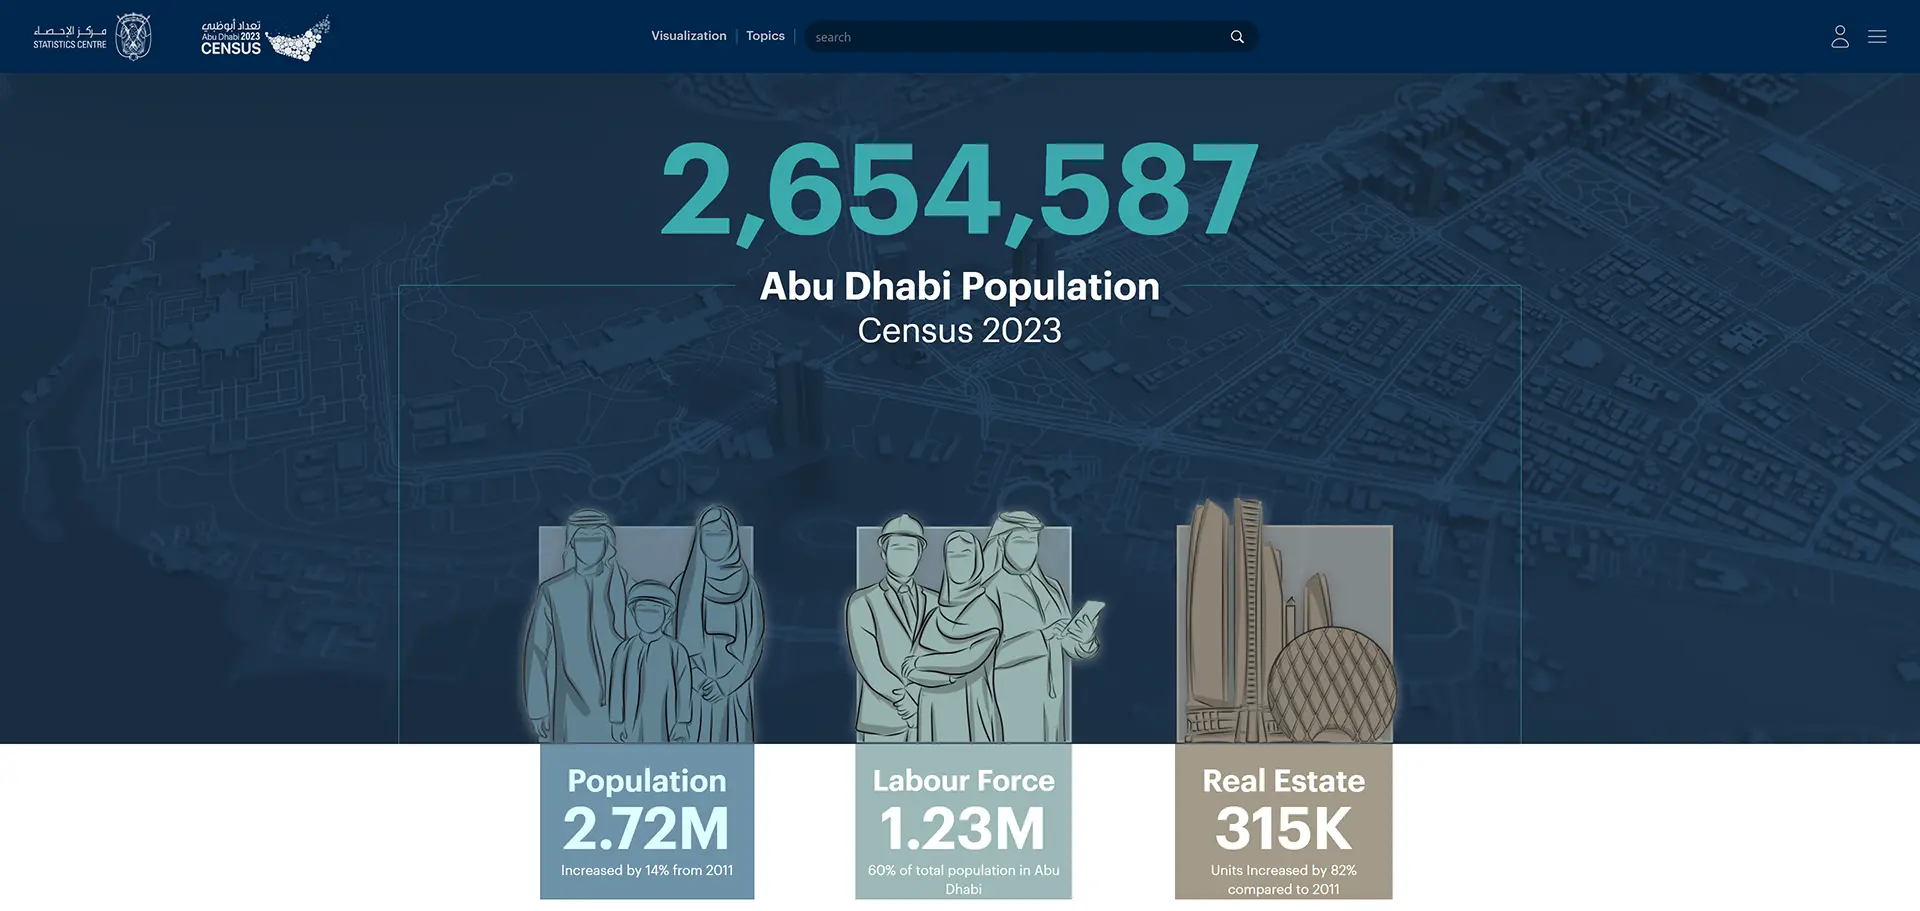 مركز الإحصاء
STATISTICS CENTRE
تعداد أبوظبي
Abu Dhabi 2023
CENSUS
Visualization
Topics
search
2,654,587
Abu Dhabi Population
Census 2023
Population
2.72M
Increased by 14% from 2011
Labour Force
1.23M
60% of total population in Abu
Dhabi
Real Estate
315K
Units Increased by 82%
compared to 2011